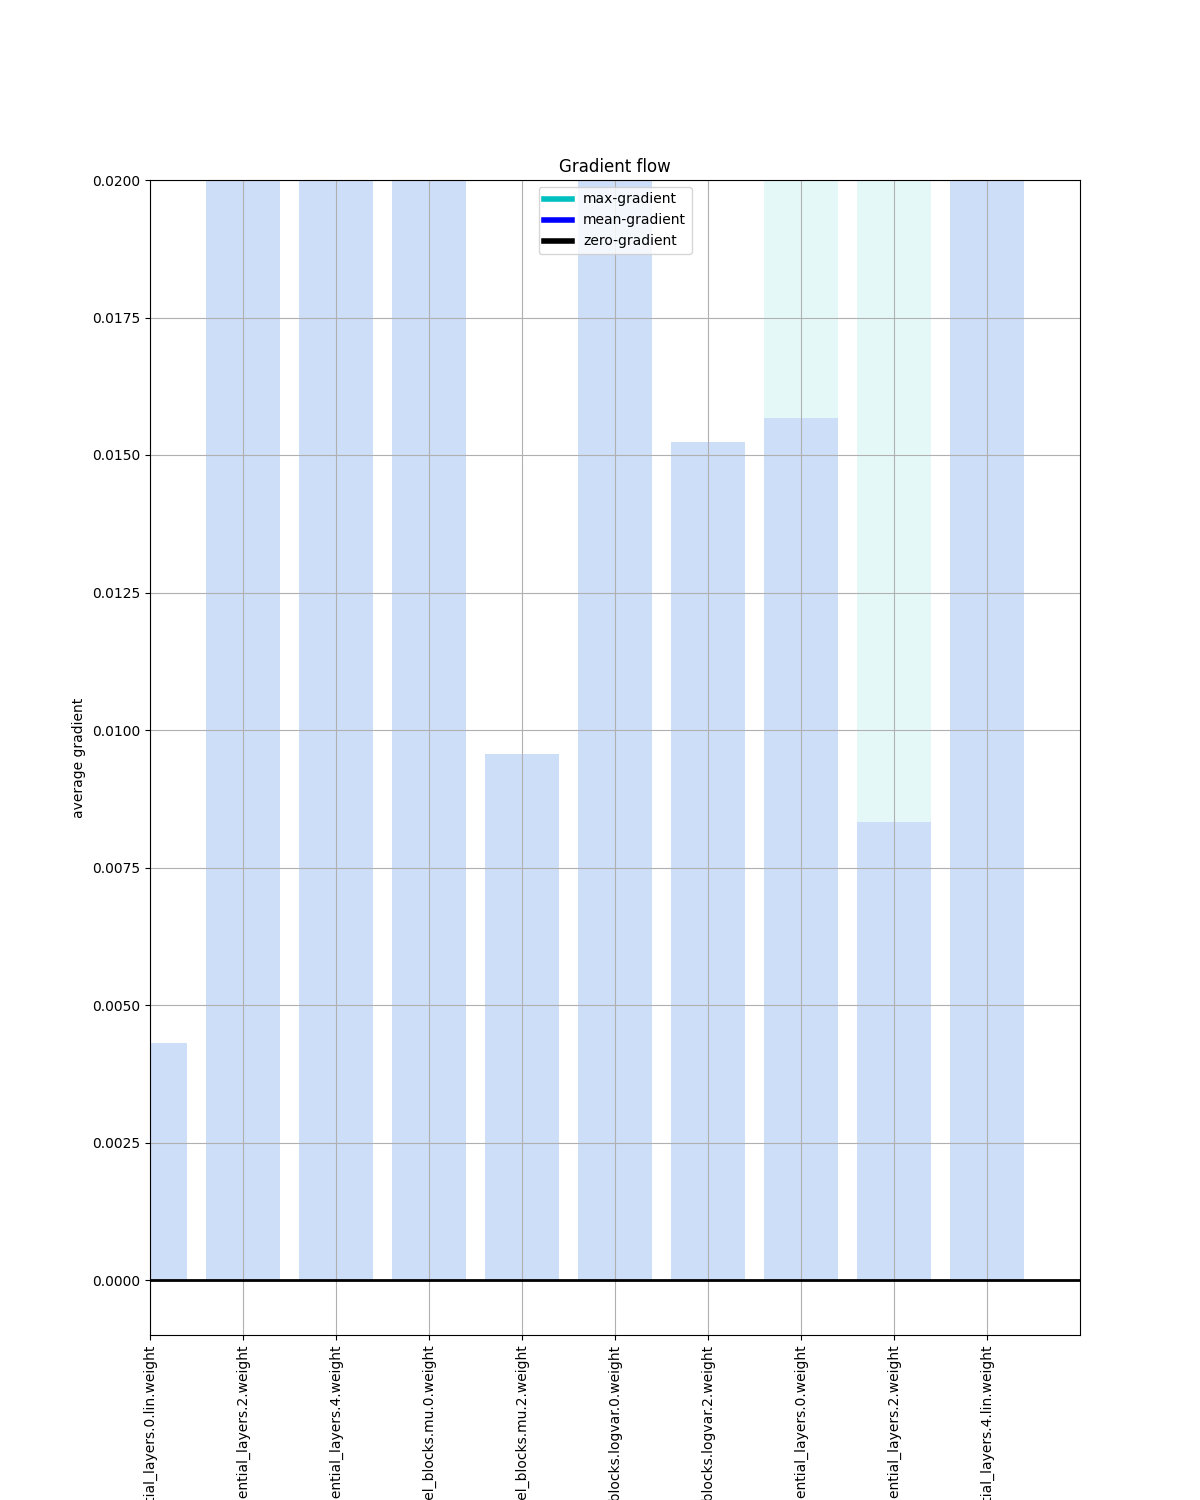 Gradient flow
max-gradient
mean-gradient
zero-gradient
0.0200
0.0175
0.0150
0.0125
0.0100
0.0075
0.0050
0.0025
0.0000
average gradient
tial_layers.0.lin.weight
ential_layers.2.weight
ential_layers.4.weight
el_blocks.mu.0.weight
el_blocks.mu.2.weight
blocks.logvar.0.weight
blocks.logvar.2.weight
ential_layers.0.weight
ential_layers.2.weight
tial_layers.4.lin.weight